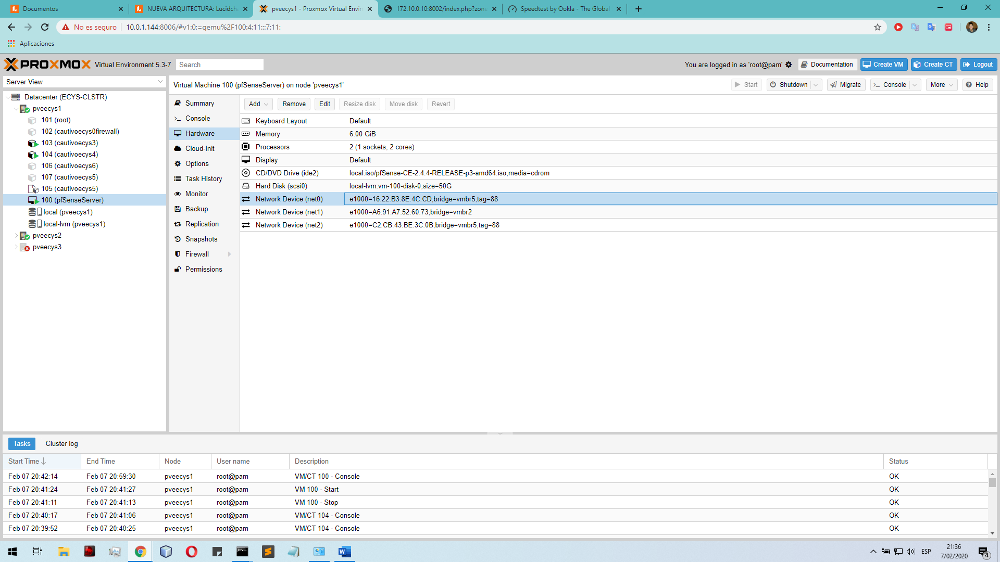 Documentos
NUEVA ARQUITECTURA: Lucidch
pveecys1 - Proxmox Virtual Envir
172.10.0.10:8002/index.php?zone
Speedtest by Ookla - The Global
No es seguro
10.0.1.144:8006/#v1:0:=qemu%2F100:4:11:::7:11:
Aplicaciones
PROXMOX Virtual Environment 5.3-7
Search
You are logged in as 'root@pam'
Documentation
Create VM
Create CT
Logout
Server View
Virtual Machine 100 (pfSenseServer) on node 'pveecys1'
Start
Shutdown
Migrate
Console
More
Help
Datacenter (ECYS-CLSTR)
pveecys1
101 (root)
102 (cautivoecys0firewall)
103 (cautivoecys3)
104 (cautivoecys4)
106 (cautivoecys6)
107 (cautivoecys5)
105 (cautivoecys5)
100 (pfSenseServer)
local (pveecys1)
local-lvm (pveecys1)
pveecys2
pveecys3
Summary
Console
Hardware
Cloud-Init
Options
Task History
Monitor
Backup
Replication
Snapshots
Firewall
Permissions
Add
Remove
Edit
Resize disk
Move disk
Revert
Keyboard Layout Default
Memory 6.00 GiB
Processors 2 (1 sockets, 2 cores)
Display Default
CD/DVD Drive (ide2) local:iso/pfSense-CE-2.4.4-RELEASE-p3-amd64.iso,media=cdrom
Hard Disk (scsi0) local-lvm:vm-100-disk-0,size=50G
Network Device (net0) e1000=16:22:B3:8E:4C:CD,bridge=vmbr5,tag=88
Network Device (net1) e1000=A6:91:A7:52:60:73,bridge=vmbr2
Network Device (net2) e1000=C2:CB:43:BE:3C:0B,bridge=vmbr5,tag=88
Tasks
Cluster log
Start Time End Time Node User name Description Status
Feb 07 20:42:14 Feb 07 20:59:30 pveecys1 root@pam VM/CT 100 - Console OK
Feb 07 20:41:24 Feb 07 20:41:27 pveecys1 root@pam VM 100 - Start OK
Feb 07 20:41:11 Feb 07 20:41:13 pveecys1 root@pam VM 100 - Stop OK
Feb 07 20:40:17 Feb 07 20:41:06 pveecys1 root@pam VM/CT 104 - Console OK
Feb 07 20:39:52 Feb 07 20:40:25 pveecys1 root@pam VM/CT 104 - Console OK
ESP
21:36
7/02/2020
4